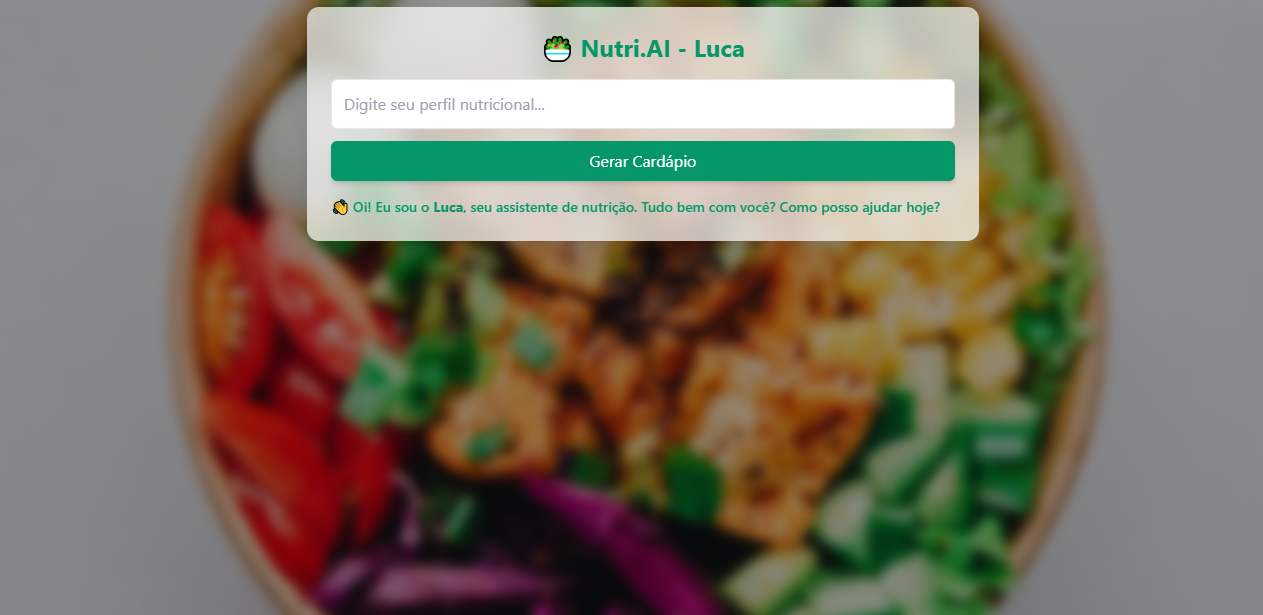 🥗 Nutri.AI - Luca
Digite seu perfil nutricional...
Gerar Cardápio
👋 Oi! Eu sou o Luca, seu assistente de nutrição. Tudo bem com você? Como posso ajudar hoje?